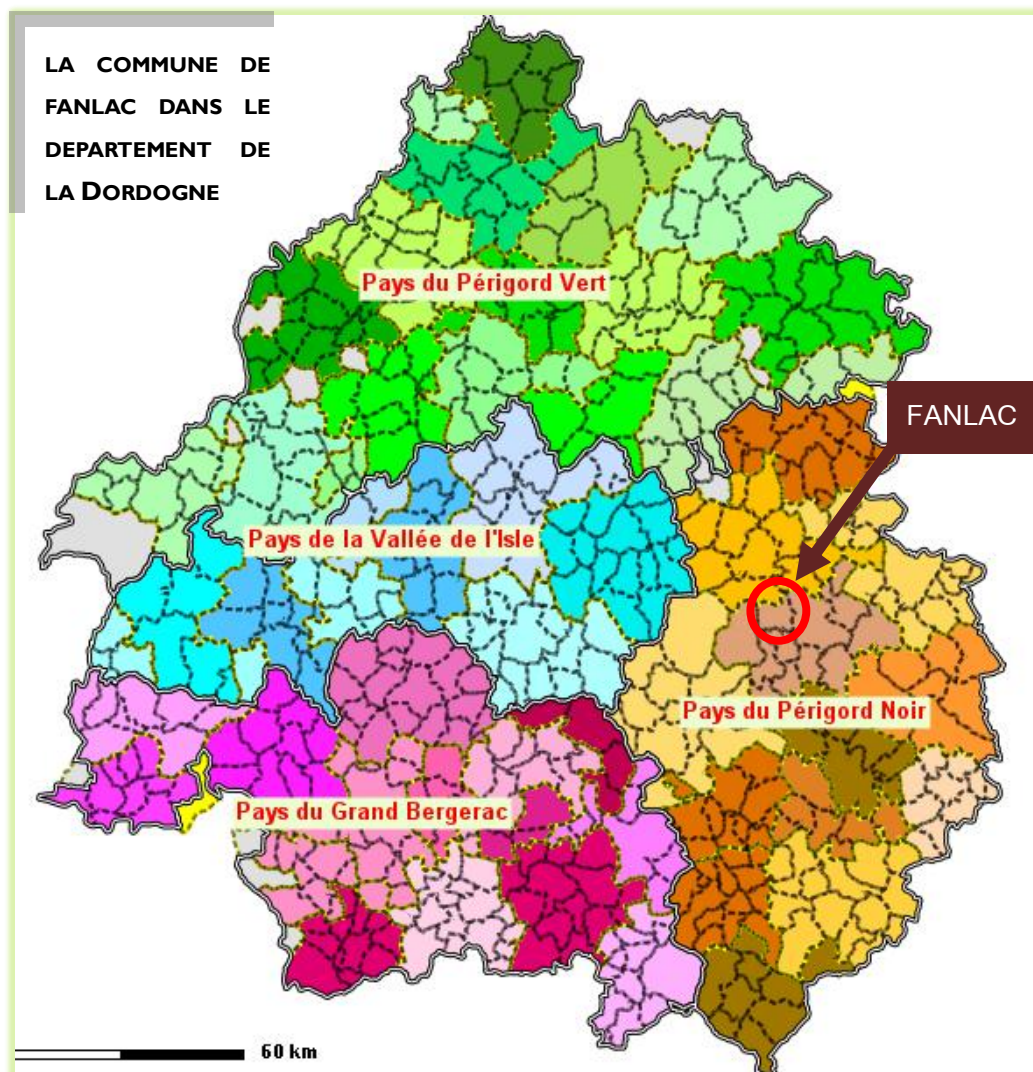 LA COMMUNE DE
FANLAC DANS LE
DEPARTEMENT DE
LA DORDOGNE
Pays du Périgord Vert
FANLAC
Pays de la Vallée de l'Isle
Pays du Périgord Noir
Pays du Grand Bergerac
60 km